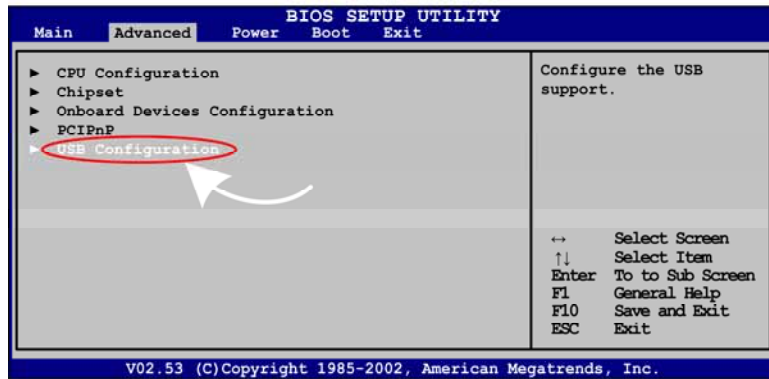 BIOS SETUP UTILITY
Main Advanced Power Boot Exit
► CPU Configuration
► Chipset
► Onboard Devices Configuration
► PCIPnP
► USB Configuration
Configure the USB
support.
↔ Select Screen
↑↓ Select Item
Enter To to Sub Screen
F1 General Help
F10 Save and Exit
ESC Exit
V02.53 (C)Copyright 1985-2002, American Megatrends, Inc.